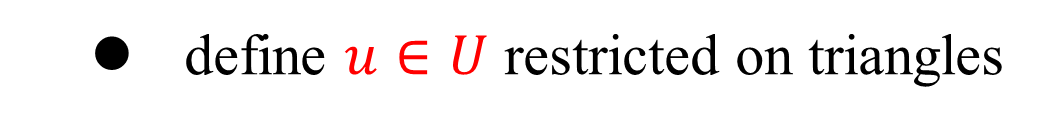 ● define 𝑢 ∈ 𝑈 restricted on triangles